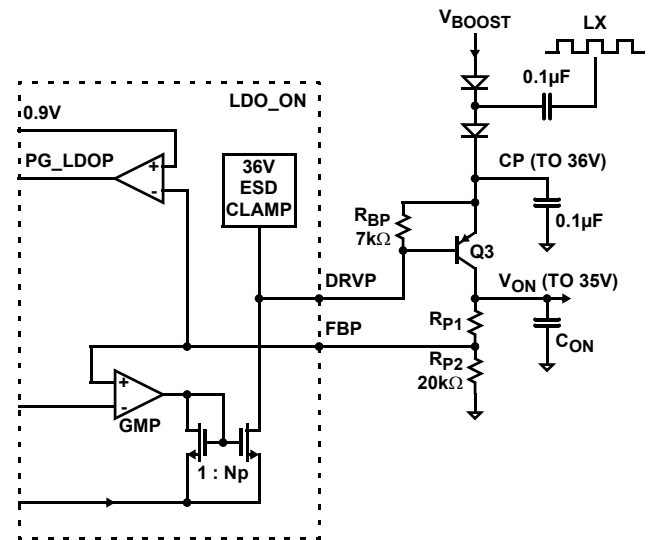 V_BOOST
LX
0.1µF
LDO_ON
0.9V
PG_LDOP
+
-
36V
ESD
CLAMP
CP (TO 36V)
0.1µF
R_BP
7kΩ
Q3
DRVP
V_ON (TO 35V)
FBP
R_P1
C_ON
R_P2
20kΩ
+
-
GMP
1 : Np